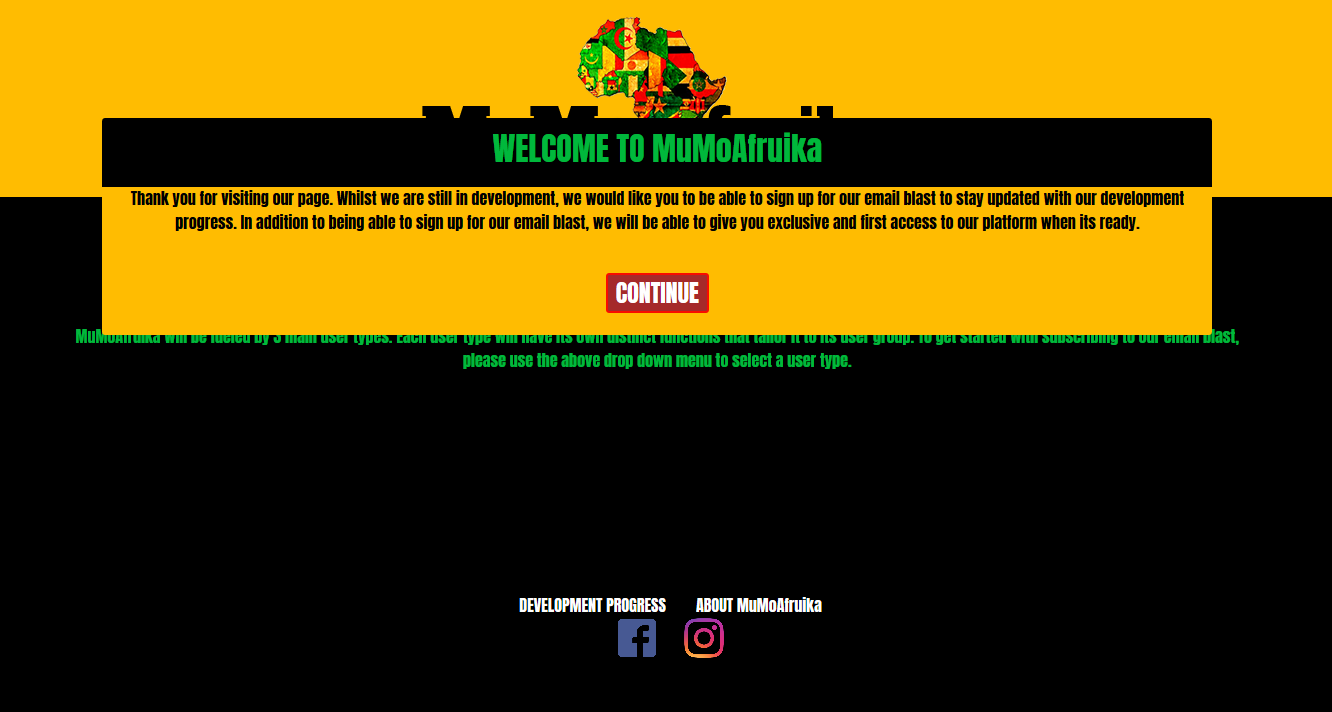 WELCOME TO MuMoAfruika
Thank you for visiting our page. Whilst we are still in development, we would like you to be able to sign up for our email blast to stay updated with our development
progress. In addition to being able to sign up for our email blast, we will be able to give you exclusive and first access to our platform when its ready.
CONTINUE
MuMoAfruika will be fueled by 3 main user types. Each user type will have its own distinct functions that tailor it to its user group. To get started with subscribing to our email blast,
please use the above drop down menu to select a user type.
DEVELOPMENT PROGRESS ABOUT MuMoAfruika